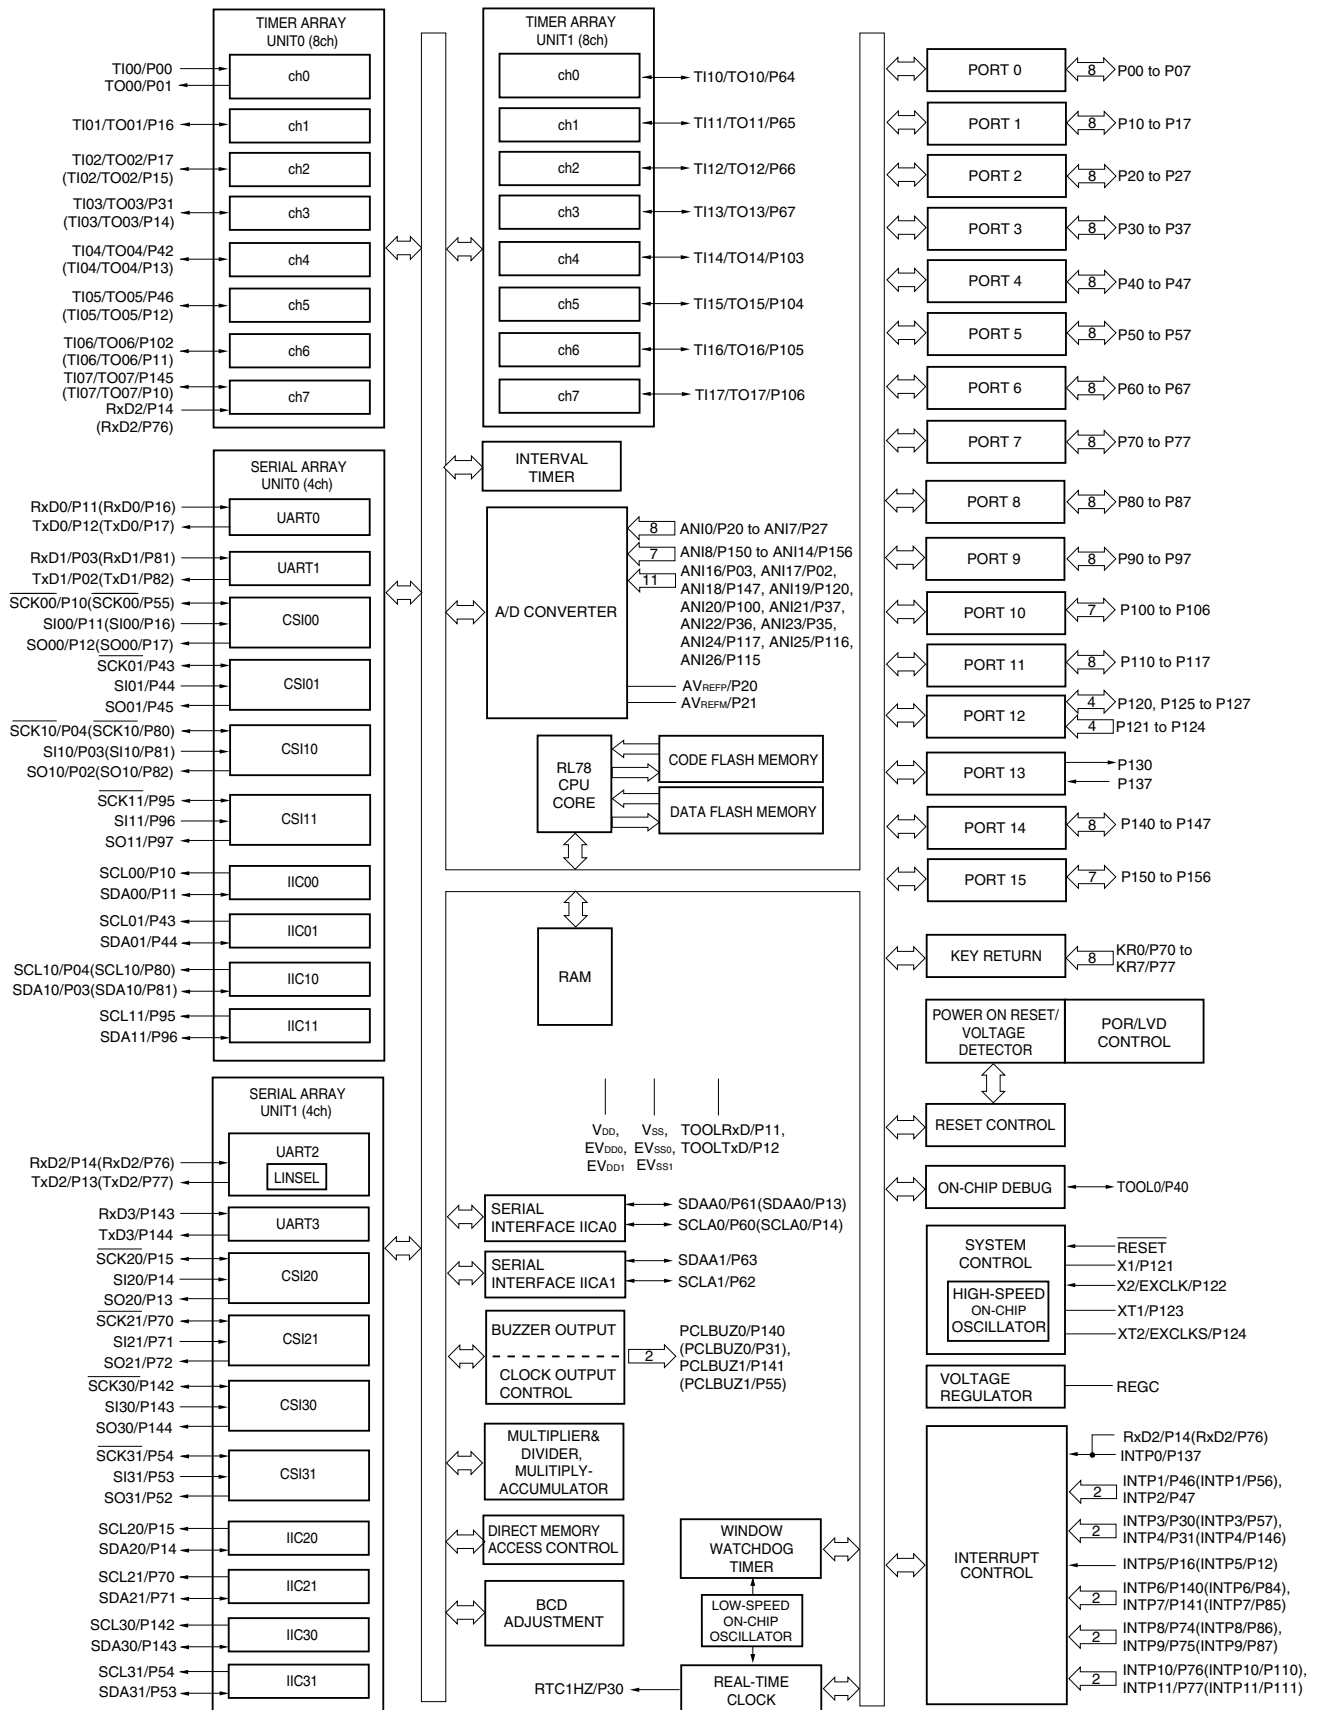 TIMER ARRAY
UNIT0 (8ch)
TI00/P00
TO00/P01
ch0
TI01/TO01/P16
ch1
TI02/TO02/P17
(TI02/TO02/P15)
ch2
TI03/TO03/P31
(TI03/TO03/P14)
ch3
TI04/TO04/P42
(TI04/TO04/P13)
ch4
TI05/TO05/P46
(TI05/TO05/P12)
ch5
TI06/TO06/P102
(TI06/TO06/P11)
ch6
TI07/TO07/P145
(TI07/TO07/P10)
RxD2/P14
(RxD2/P76)
ch7
SERIAL ARRAY
UNIT0 (4ch)
RxD0/P11(RxD0/P16)
TxD0/P12(TxD0/P17)
UART0
RxD1/P03(RxD1/P81)
TxD1/P02(TxD1/P82)
UART1
SCK00/P10(SCK00/P55)
SI00/P11(SI00/P16)
SO00/P12(SO00/P17)
CSI00
SCK01/P43
SI01/P44
SO01/P45
CSI01
SCK10/P04(SCK10/P80)
SI10/P03(SI10/P81)
SO10/P02(SO10/P82)
CSI10
SCK11/P95
SI11/P96
SO11/P97
CSI11
SCL00/P10
SDA00/P11
IIC00
SCL01/P43
SDA01/P44
IIC01
SCL10/P04(SCL10/P80)
SDA10/P03(SDA10/P81)
IIC10
SCL11/P95
SDA11/P96
IIC11
SERIAL ARRAY
UNIT1 (4ch)
RxD2/P14(RxD2/P76)
TxD2/P13(TxD2/P77)
UART2
LINSEL
RxD3/P143
TxD3/P144
UART3
SCK20/P15
SI20/P14
SO20/P13
CSI20
SCK21/P70
SI21/P71
SO21/P72
CSI21
SCK30/P142
SI30/P143
SO30/P144
CSI30
SCK31/P54
SI31/P53
SO31/P52
CSI31
SCL20/P15
SDA20/P14
IIC20
SCL21/P70
SDA21/P71
IIC21
SCL30/P142
SDA30/P143
IIC30
SCL31/P54
SDA31/P53
IIC31
TIMER ARRAY
UNIT1 (8ch)
ch0
TI10/TO10/P64
ch1
TI11/TO11/P65
ch2
TI12/TO12/P66
ch3
TI13/TO13/P67
ch4
TI14/TO14/P103
ch5
TI15/TO15/P104
ch6
TI16/TO16/P105
ch7
TI17/TO17/P106
INTERVAL
TIMER
A/D CONVERTER
8
ANI0/P20 to ANI7/P27
7
ANI8/P150 to ANI14/P156
11
ANI16/P03, ANI17/P02,
ANI18/P147, ANI19/P120,
ANI20/P100, ANI21/P37,
ANI22/P36, ANI23/P35,
ANI24/P117, ANI25/P116,
ANI26/P115
AVREFP/P20
AVREFM/P21
RL78
CPU
CORE
CODE FLASH MEMORY
DATA FLASH MEMORY
RAM
VDD,
EVDD0,
EVDD1
VSS,
EVSS0,
EVSS1
TOOLRxD/P11,
TOOLTxD/P12
SERIAL
INTERFACE IICA0
SDAA0/P61(SDAA0/P13)
SCLA0/P60(SCLA0/P14)
SERIAL
INTERFACE IICA1
SDAA1/P63
SCLA1/P62
BUZZER OUTPUT
CLOCK OUTPUT
CONTROL
2
PCLBUZ0/P140
(PCLBUZ0/P31),
PCLBUZ1/P141
(PCLBUZ1/P55)
MULTIPLIER&
DIVIDER,
MULITIPLY-
ACCUMULATOR
DIRECT MEMORY
ACCESS CONTROL
BCD
ADJUSTMENT
WINDOW
WATCHDOG
TIMER
LOW-SPEED
ON-CHIP
OSCILLATOR
RTC1HZ/P30
REAL-TIME
CLOCK
PORT 0
8
P00 to P07
PORT 1
8
P10 to P17
PORT 2
8
P20 to P27
PORT 3
8
P30 to P37
PORT 4
8
P40 to P47
PORT 5
8
P50 to P57
PORT 6
8
P60 to P67
PORT 7
8
P70 to P77
PORT 8
8
P80 to P87
PORT 9
8
P90 to P97
PORT 10
7
P100 to P106
PORT 11
8
P110 to P117
PORT 12
4
P120, P125 to P127
4
P121 to P124
PORT 13
P130
P137
PORT 14
8
P140 to P147
PORT 15
7
P150 to P156
KEY RETURN
8
KR0/P70 to
KR7/P77
POWER ON RESET/
VOLTAGE
DETECTOR
POR/LVD
CONTROL
RESET CONTROL
ON-CHIP DEBUG
TOOL0/P40
SYSTEM
CONTROL
HIGH-SPEED
ON-CHIP
OSCILLATOR
RESET
X1/P121
X2/EXCLK/P122
XT1/P123
XT2/EXCLKS/P124
VOLTAGE
REGULATOR
REGC
INTERRUPT
CONTROL
RxD2/P14(RxD2/P76)
INTP0/P137
2
INTP1/P46(INTP1/P56),
INTP2/P47
2
INTP3/P30(INTP3/P57),
INTP4/P31(INTP4/P146)
INTP5/P16(INTP5/P12)
2
INTP6/P140(INTP6/P84),
INTP7/P141(INTP7/P85)
2
INTP8/P74(INTP8/P86),
INTP9/P75(INTP9/P87)
2
INTP10/P76(INTP10/P110),
INTP11/P77(INTP11/P111)